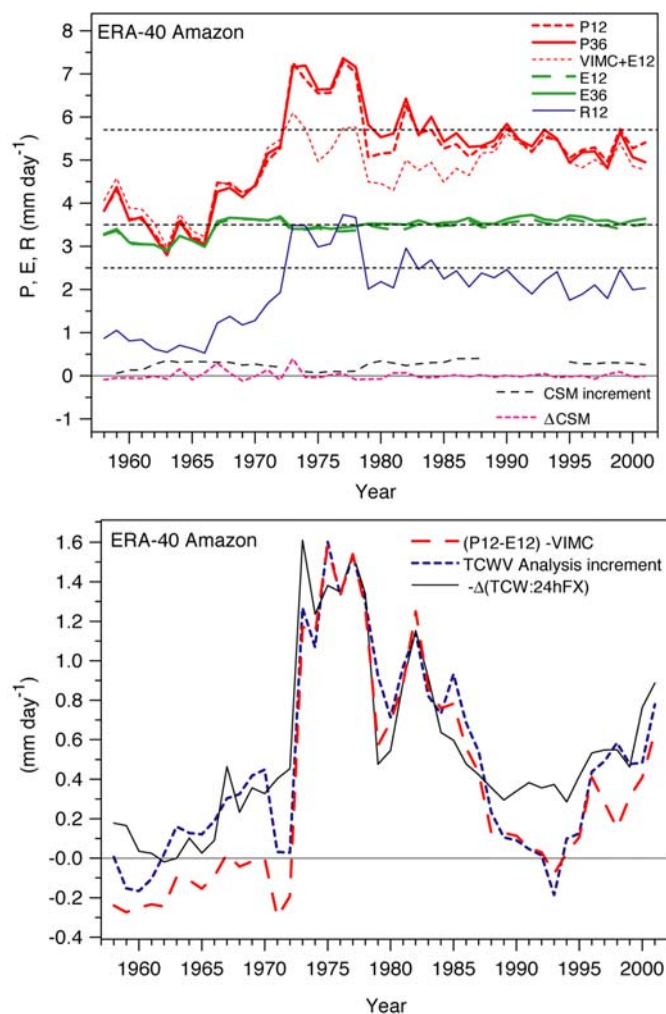 ERA-40 Amazon
P12
P36
VIMC+E12
E12
E36
R12
P, E, R (mm day⁻¹)
8
7
6
5
4
3
2
1
0
-1
CSM increment
ΔCSM
1960 1965 1970 1975 1980 1985 1990 1995 2000
Year
ERA-40 Amazon
(P12-E12) -VIMC
TCWV Analysis increment
-Δ(TCW:24hFX)
(mm day⁻¹)
1.6
1.4
1.2
1.0
0.8
0.6
0.4
0.2
-0.0
-0.2
-0.4
1960 1965 1970 1975 1980 1985 1990 1995 2000
Year